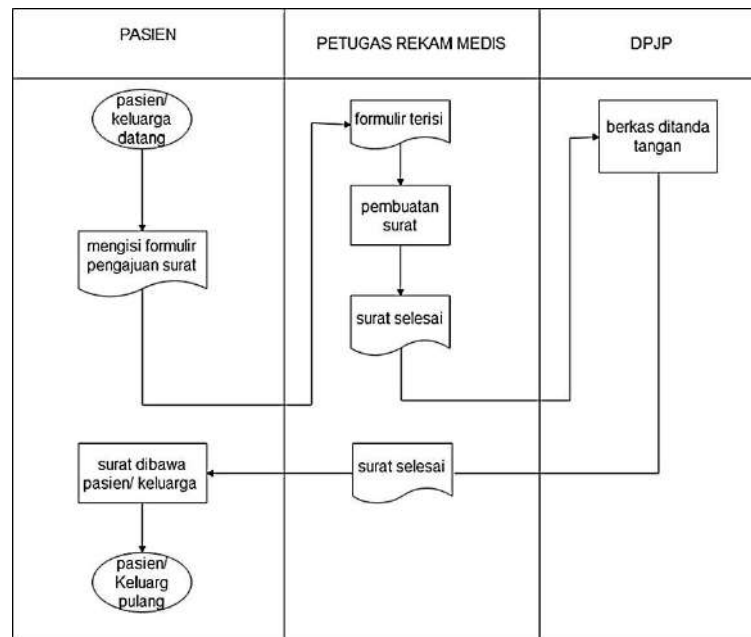 PASIEN
PETUGAS REKAM MEDIS
DPJP
pasien/
keluarga
datang
mengisi formulir
pengajuan surat
formulir terisi
pembuatan
surat
surat selesai
berkas ditanda
tangan
surat selesai
surat dibawa
pasien/ keluarga
pasien/
Keluarg
pulang